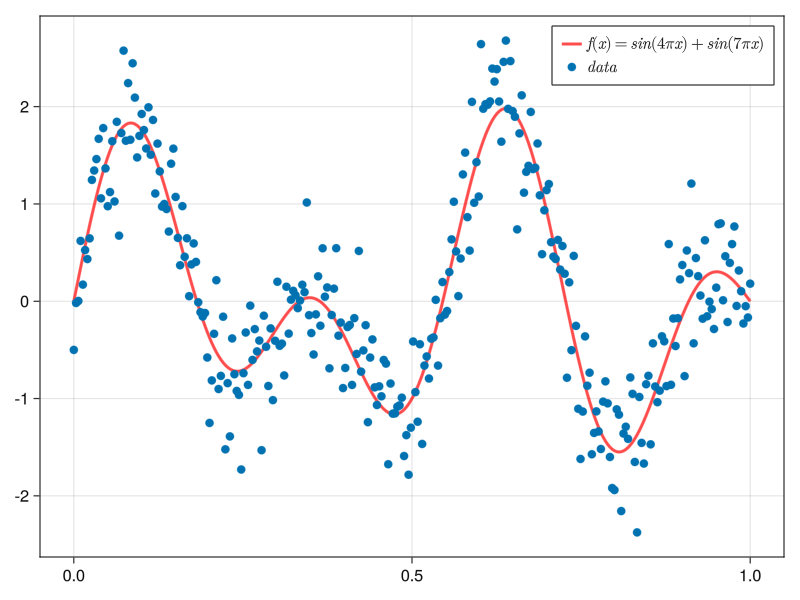 f(x) = sin(4πx) + sin(7πx)
data
2
1
0
-1
-2
0.0 0.5 1.0